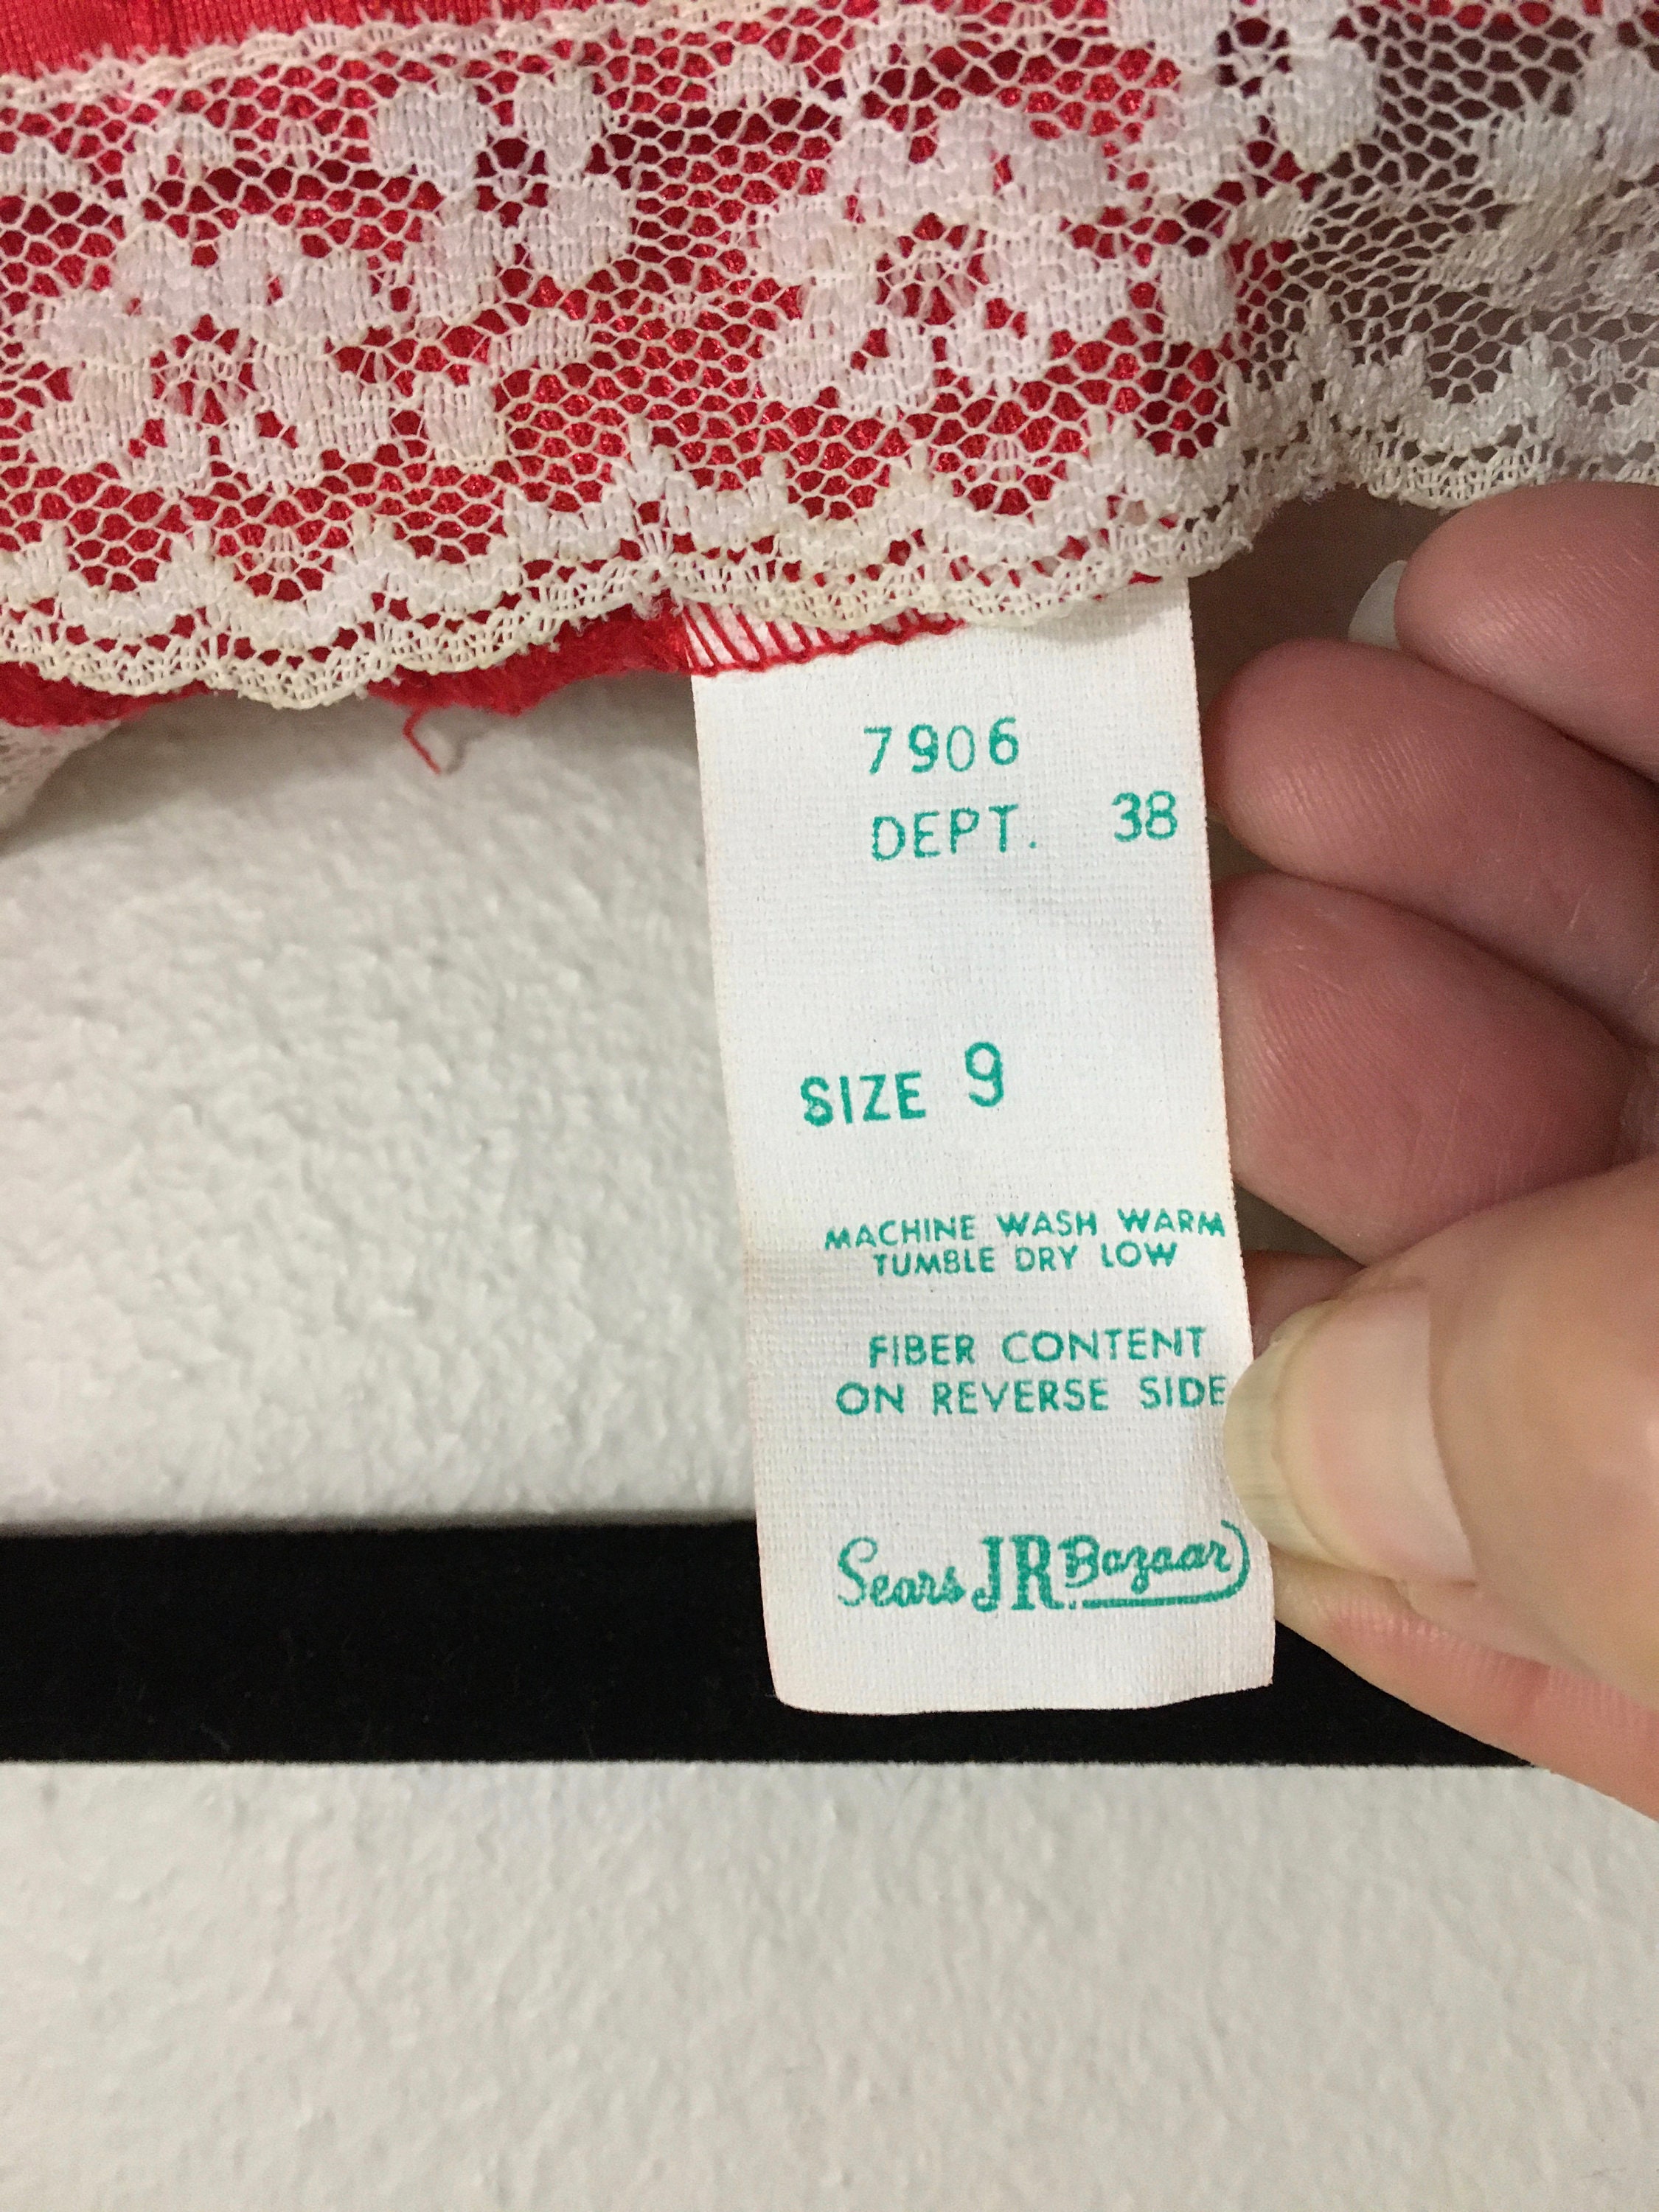 7906
DEPT. 38
SIZE 9
MACHINE WASH WARM
TUMBLE DRY LOW
FIBER CONTENT
ON REVERSE SIDE
Sears JR Bazaar